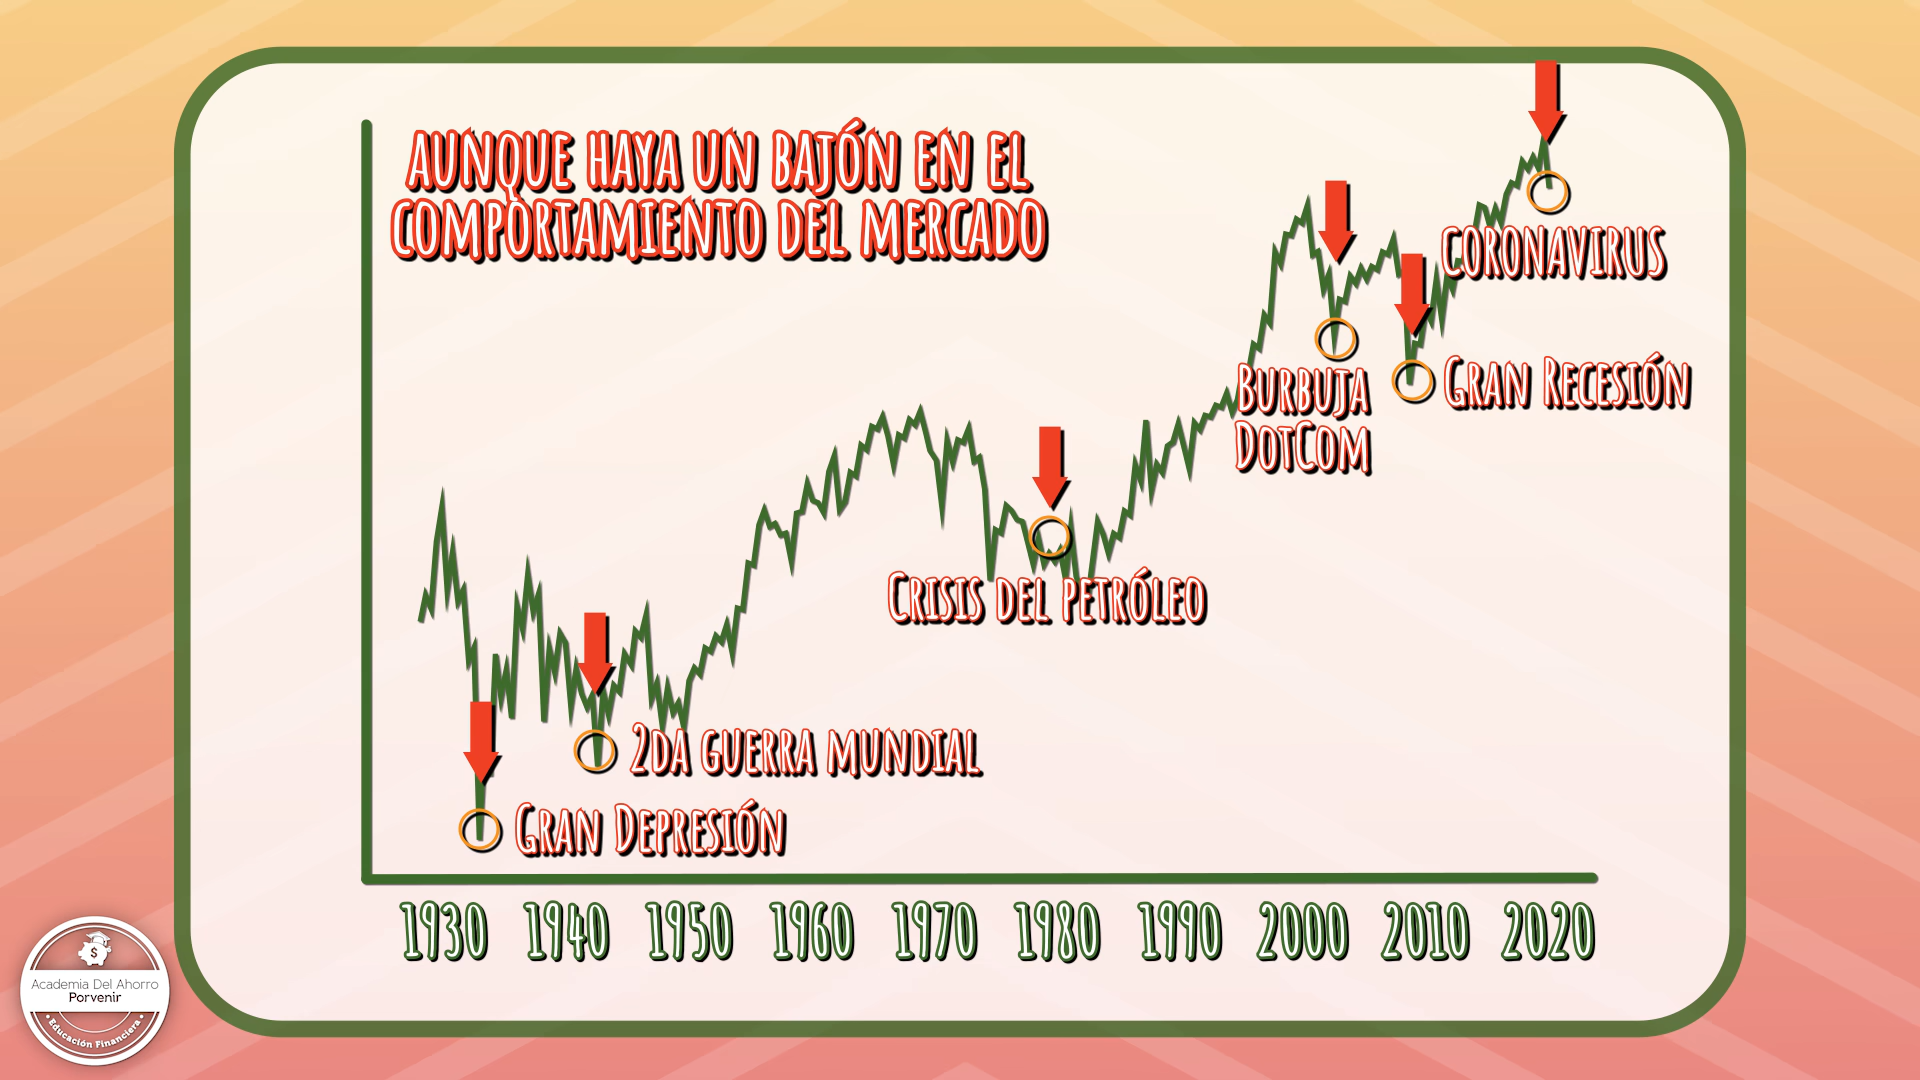 AUNQUE HAYA UN BAJÓN EN EL
COMPORTAMIENTO DEL MERCADO
CORONAVIRUS
GRAN RECESIÓN
BURBUJA
DOTCOM
CRISIS DEL PETRÓLEO
2DA GUERRA MUNDIAL
GRAN DEPRESIÓN
1930 1940 1950 1960 1970 1980 1990 2000 2010 2020
$
Academia Del Ahorro
Porvenir
• Educación Financiera •